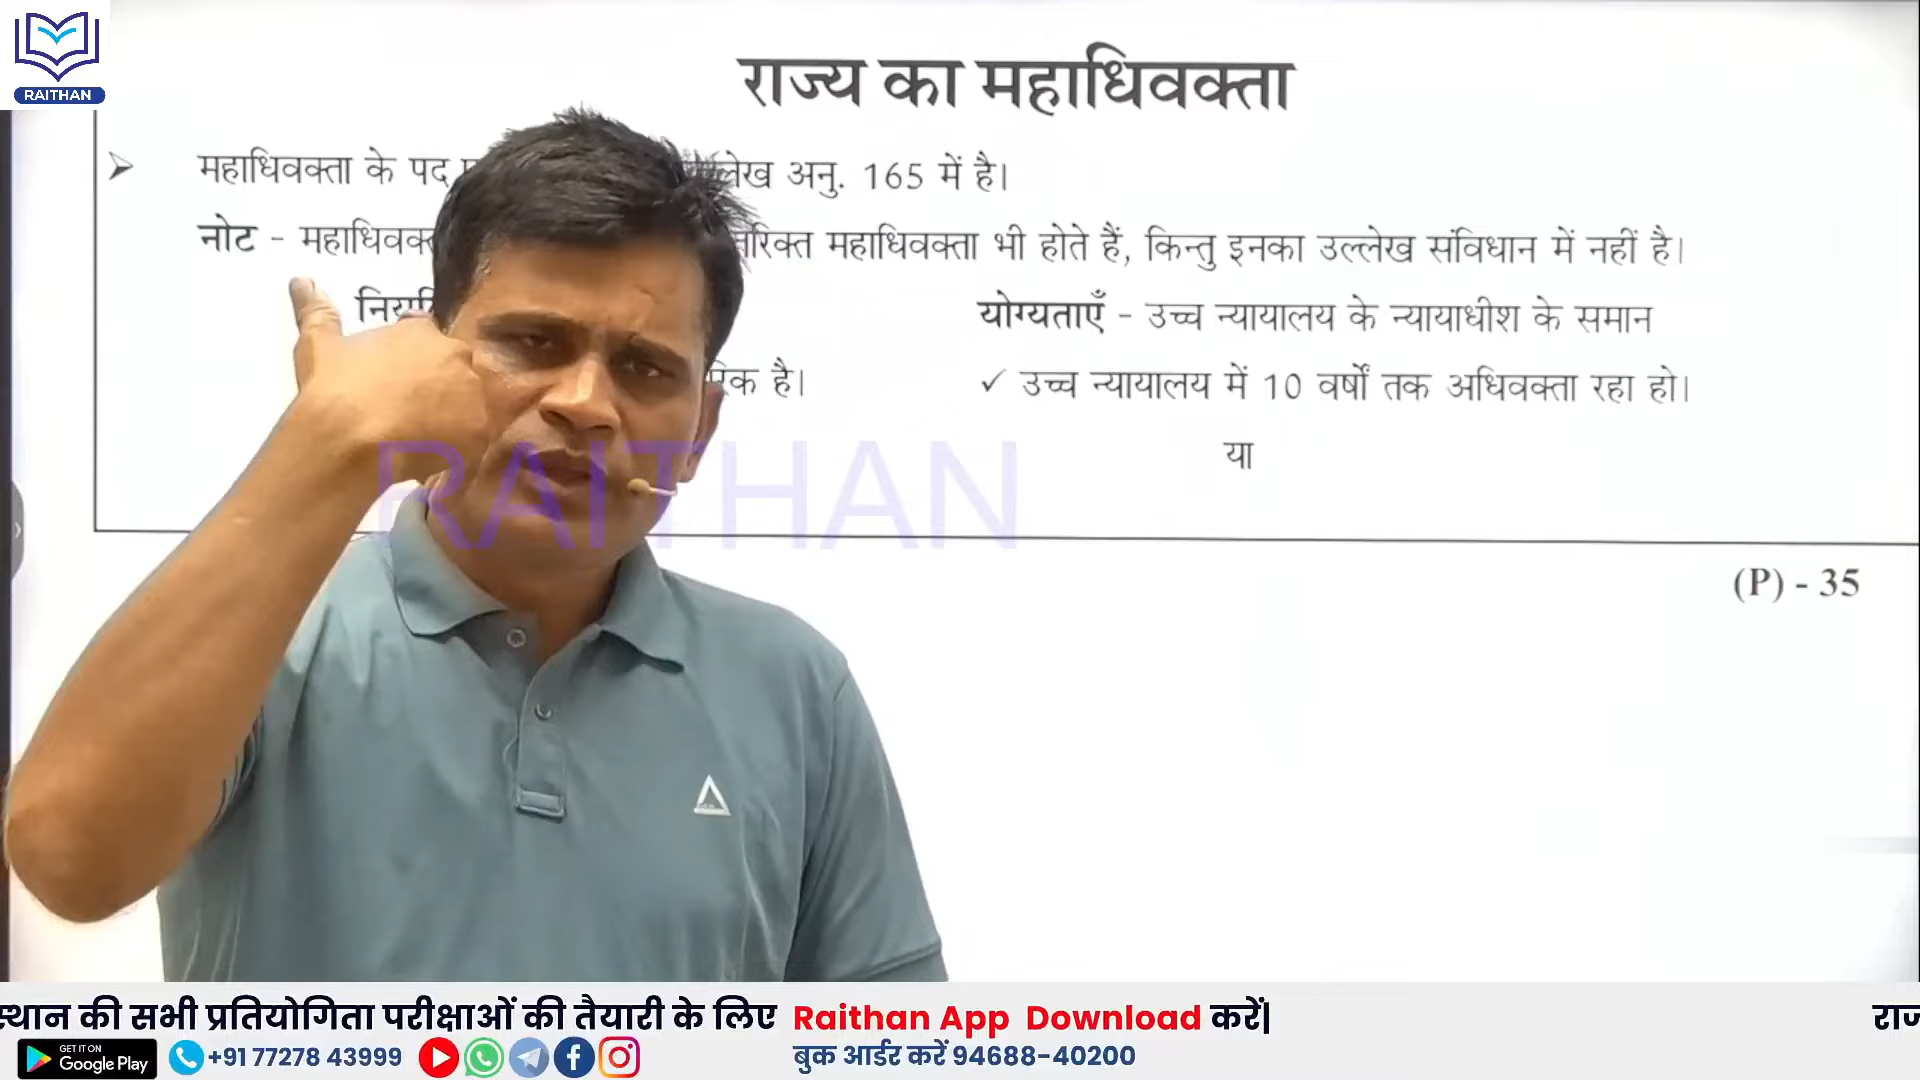 RAITHAN
राज्य का महाधिवक्ता
महाधिवक्ता के पद अनु. 165 में है।
नोट - महाधिवक्ता भी होते हैं, किन्तु इनका उल्लेख संविधान में नहीं है।
योग्यताएँ - उच्च न्यायालय के न्यायाधीश के समान
है। ✓ उच्च न्यायालय में 10 वर्षों तक अधिवक्ता रहा हो।
या
RAITHAN
(P) - 35
स्थान की सभी प्रतियोगिता परीक्षाओं की तैयारी के लिए Raithan App Download करें|
GET IT ON
Google Play
+91 77278 43999
बुक आर्डर करें 94688-40200